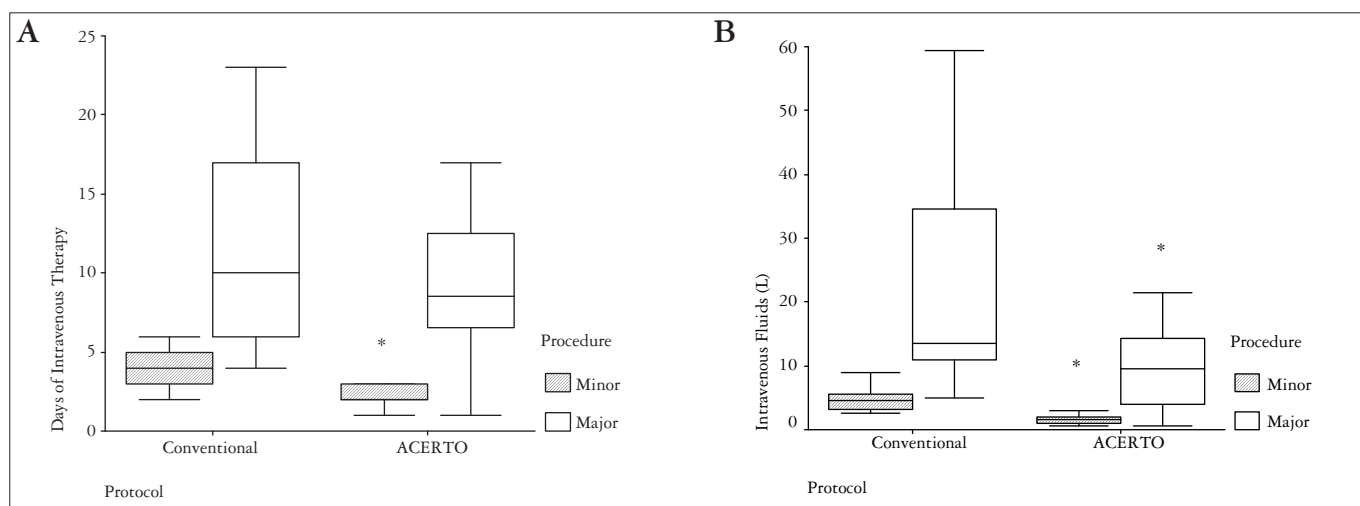 A
25
20
15
10
5
0
Days of Intravenous Therapy
*
Conventional ACERTO
Protocol
Procedure
Minor
Major
B
60
50
40
30
20
10
0
Intravenous Fluids (L)
*
*
Conventional ACERTO
Protocol
Procedure
Minor
Major